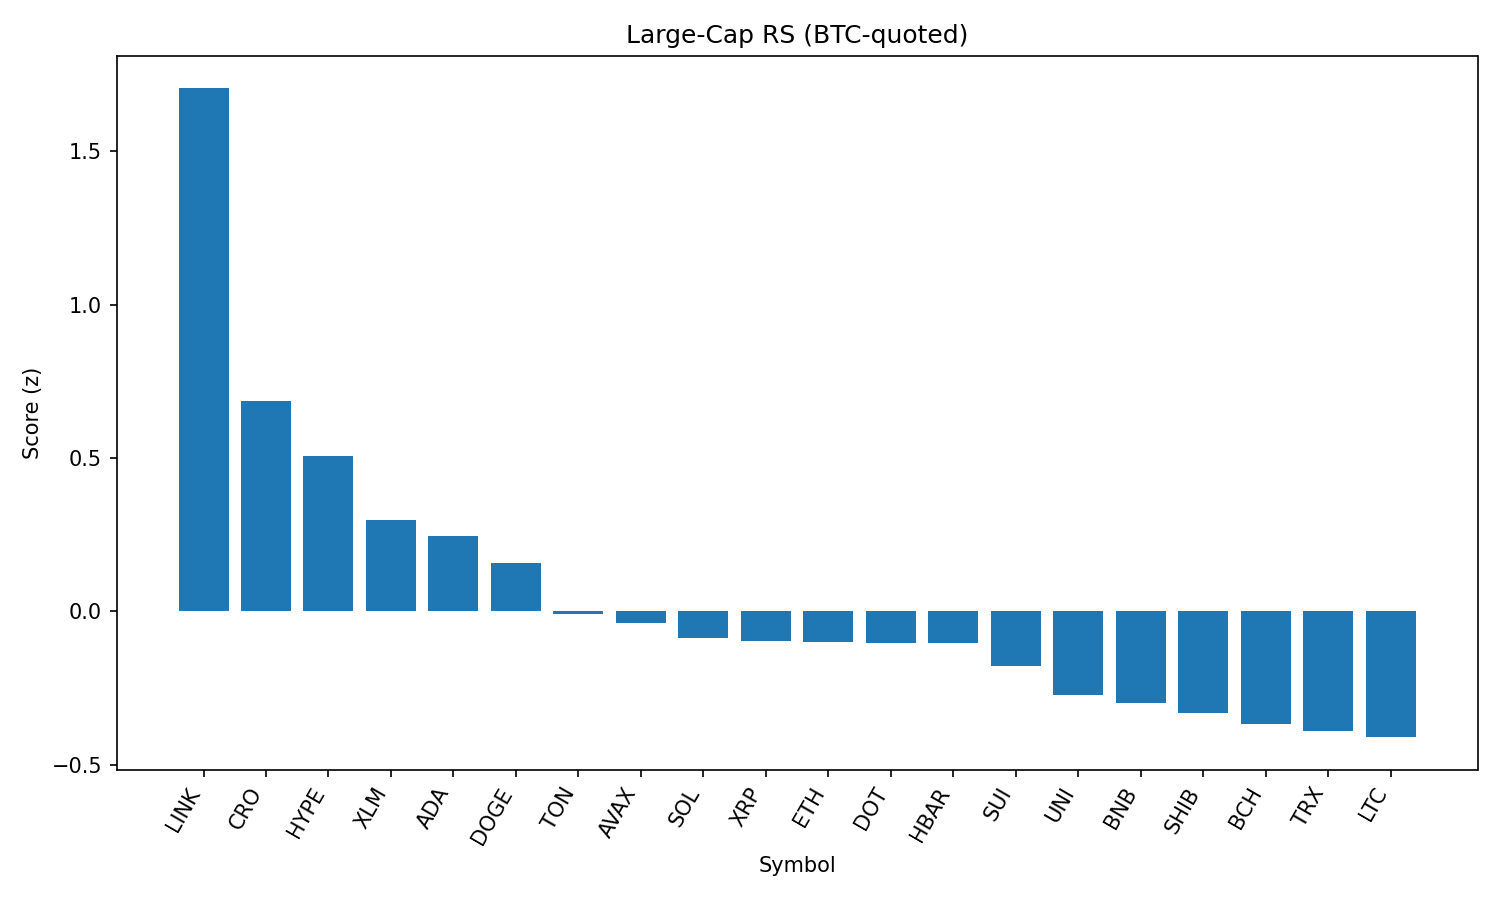 Large-Cap RS (BTC-quoted)
Score (z)
1.5
1.0
0.5
0.0
−0.5
LINK
CRO
HYPE
XLM
ADA
DOGE
TON
AVAX
SOL
XRP
ETH
DOT
HBAR
SUI
UNI
BNB
SHIB
BCH
TRX
LTC
Symbol